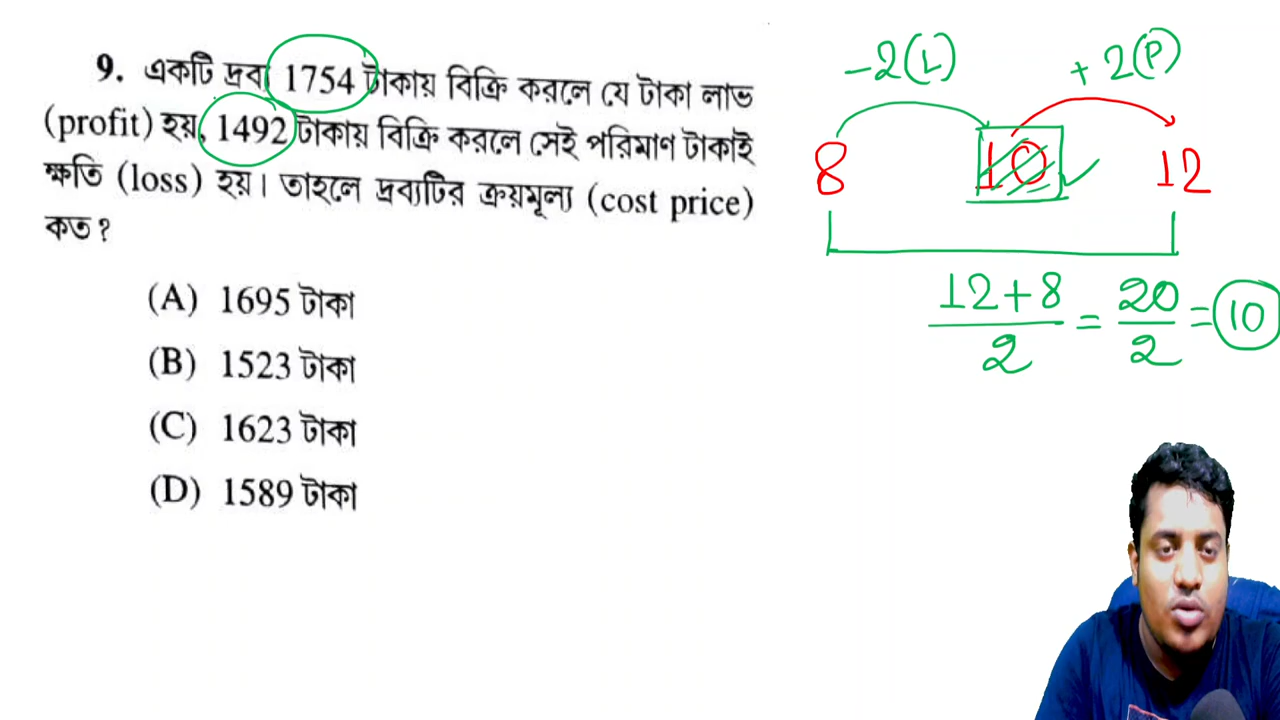 9. একটি দ্রব্য 1754 টাকায় বিক্রি করলে যে টাকা লাভ
(profit) হয়, 1492 টাকায় বিক্রি করলে সেই পরিমাণ টাকাই
ক্ষতি (loss) হয়। তাহলে দ্রব্যটির ক্রয়মূল্য (cost price)
কত?
(A) 1695 টাকা
(B) 1523 টাকা
(C) 1623 টাকা
(D) 1589 টাকা
-2(L) +2(P)
8 10 12
12+8/2 = 20/2 = 10